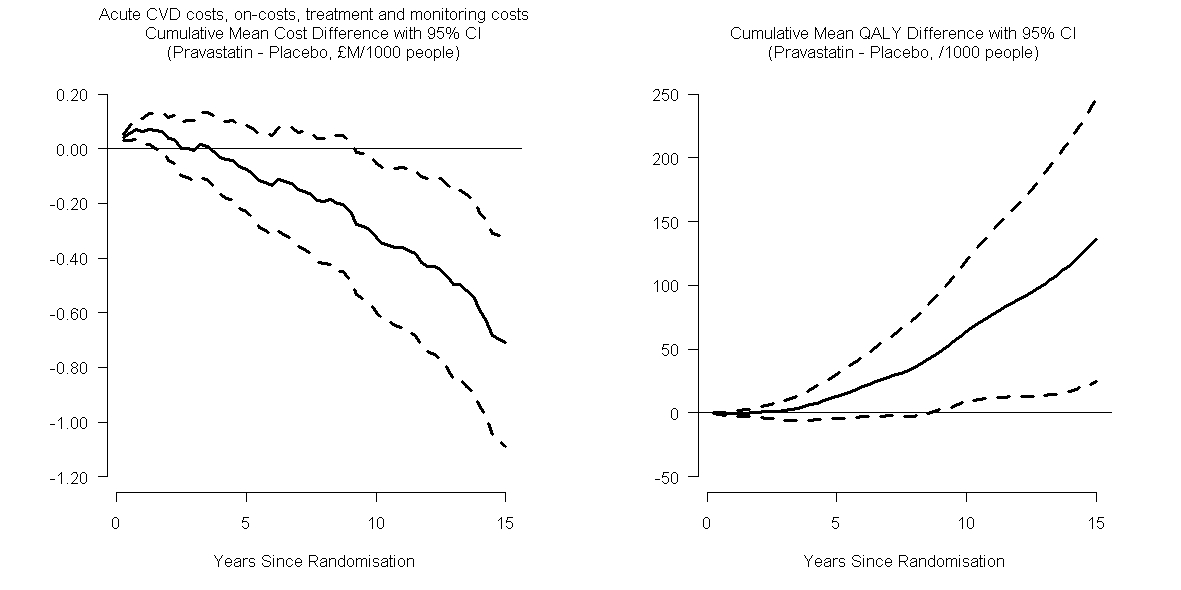 Acute CVD costs, on-costs, treatment and monitoring costs
Cumulative Mean Cost Difference with 95% CI
(Pravastatin - Placebo, £M/1000 people)
0.20
0.00
-0.20
-0.40
-0.60
-0.80
-1.00
-1.20
0 5 10 15
Years Since Randomisation
Cumulative Mean QALY Difference with 95% CI
(Pravastatin - Placebo, /1000 people)
250
200
150
100
50
0
-50
0 5 10 15
Years Since Randomisation